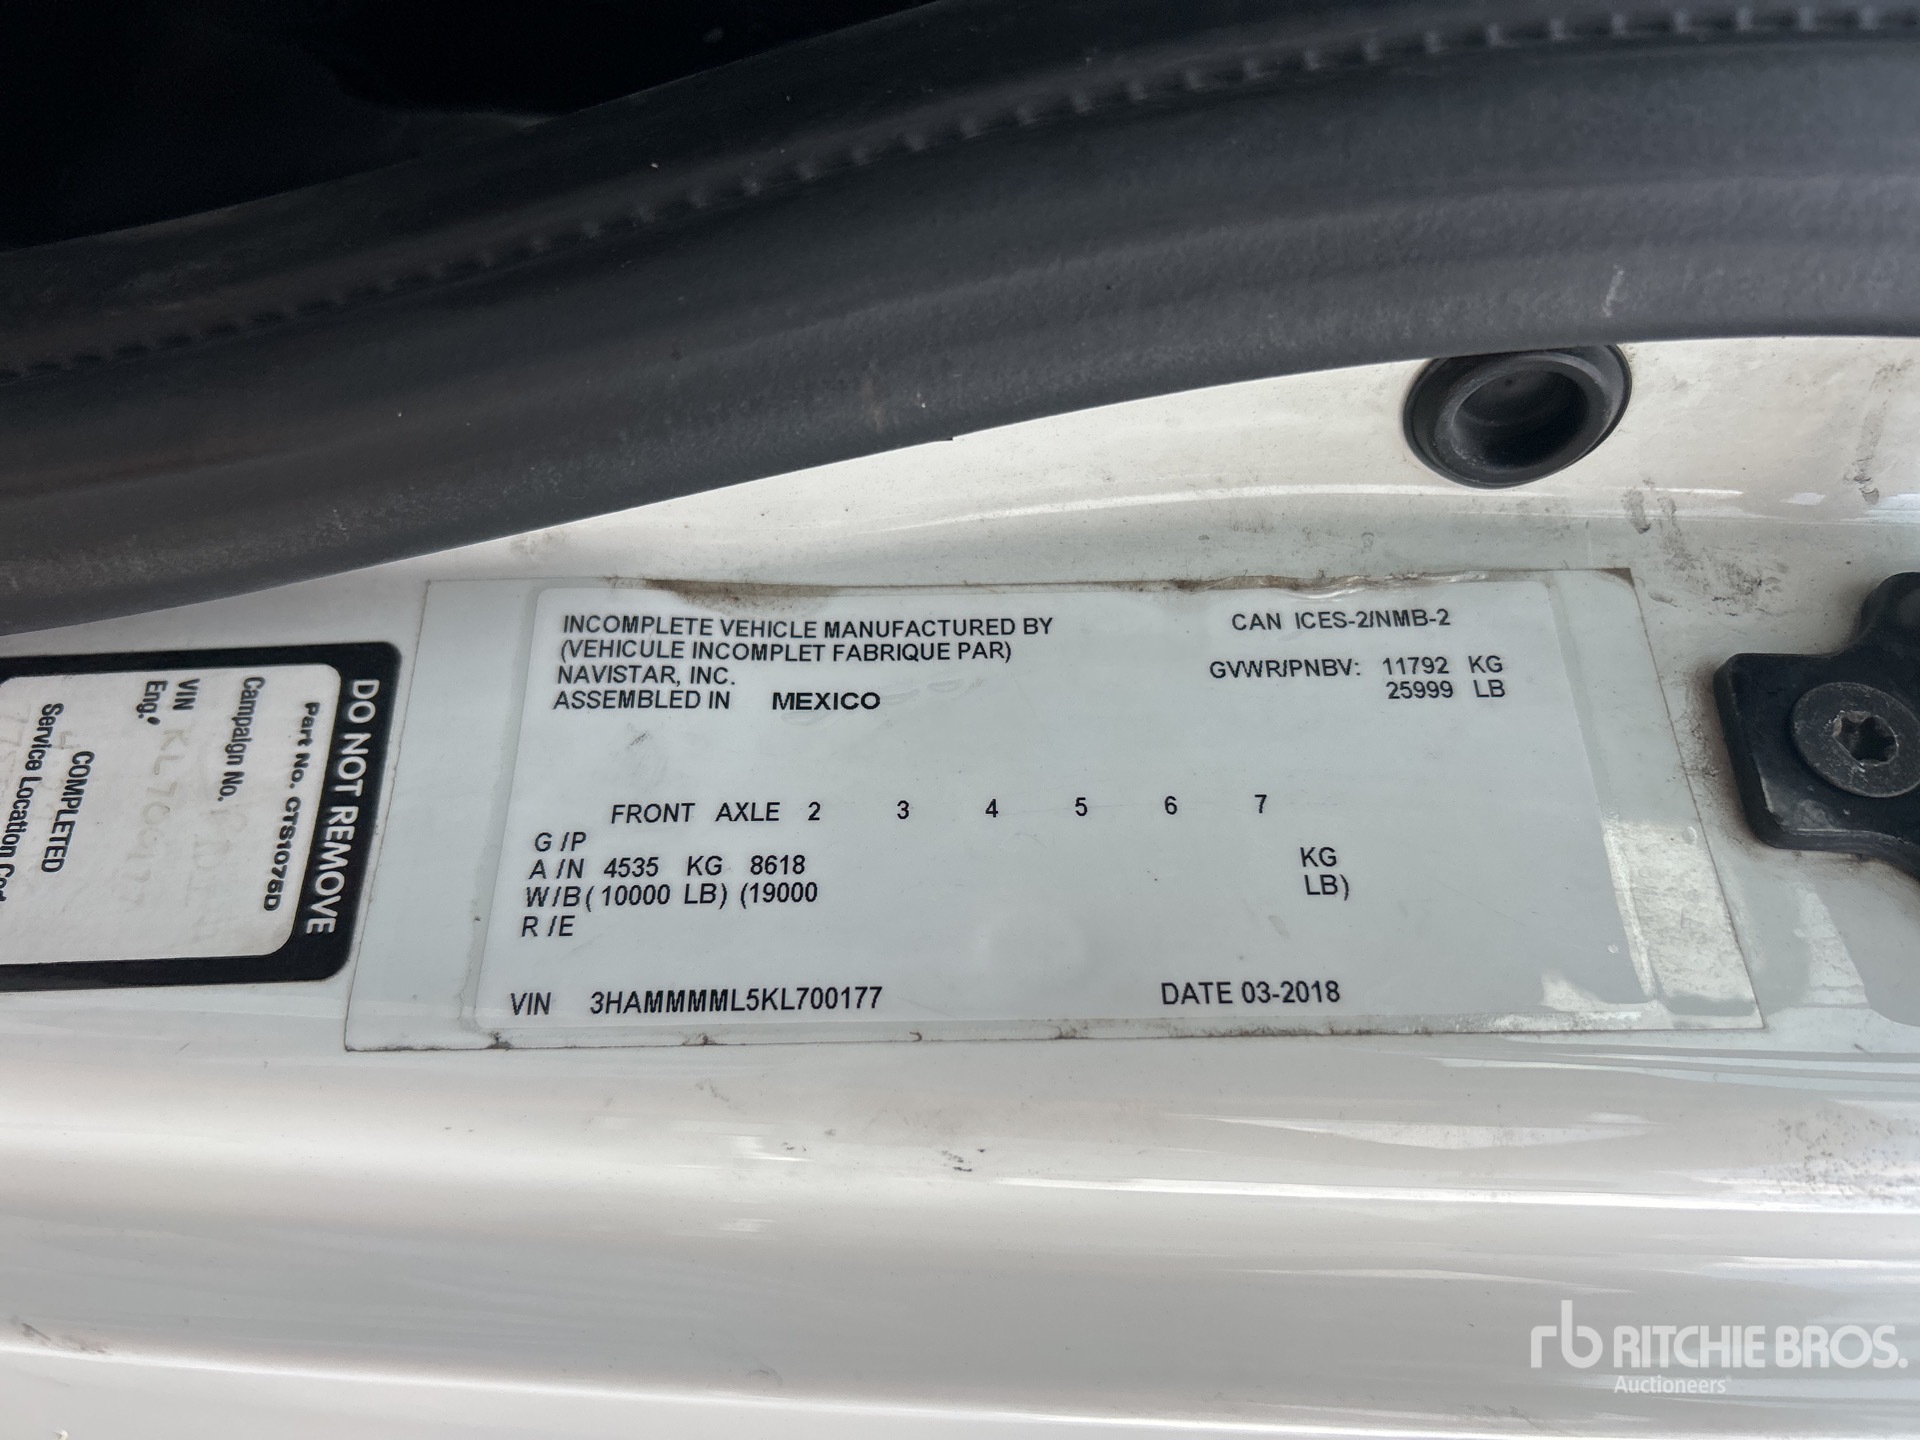 INCOMPLETE VEHICLE MANUFACTURED BY
(VEHICULE INCOMPLET FABRIQUE PAR)
NAVISTAR, INC.
ASSEMBLED IN MEXICO
CAN ICES-2/NMB-2
GVWR/PNBV: 11792 KG
25999 LB
FRONT AXLE 2 3 4 5 6 7
G /P
A /N 4535 KG 8618 KG
W/B (10000 LB) (19000 LB)
R /E
VIN 3HAMMMML5KL700177 DATE 03-2018
DO NOT REMOVE
Part No. CTS1075D
Campaign No.
VIN KL700177
Eng.
COMPLETED
Service Location
rb RITCHIE BROS.
Auctioneers